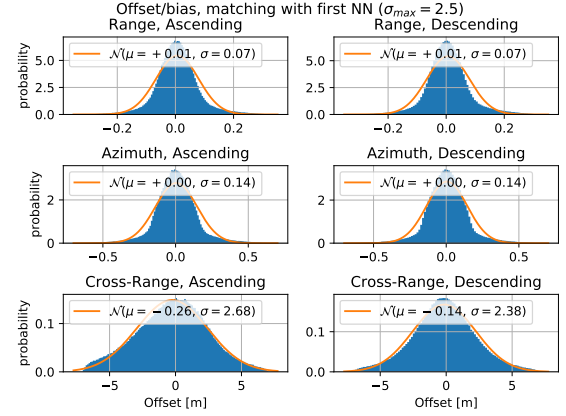 Offset/bias, matching with first NN (σmax = 2.5)
Range, Ascending
Range, Descending
probability
5.0
2.5
0.0
N(μ = +0.01, σ = 0.07)
−0.2
0.0
0.2
5.0
2.5
0.0
N(μ = +0.01, σ = 0.07)
−0.2
0.0
0.2
Azimuth, Ascending
Azimuth, Descending
probability
2
0
N(μ = +0.00, σ = 0.14)
−0.5
0.0
0.5
2
0
N(μ = +0.00, σ = 0.14)
−0.5
0.0
0.5
Cross-Range, Ascending
Cross-Range, Descending
probability
0.1
0.0
N(μ = −0.26, σ = 2.68)
−5
0
5
Offset [m]
0.1
0.0
N(μ = −0.14, σ = 2.38)
−5
0
5
Offset [m]